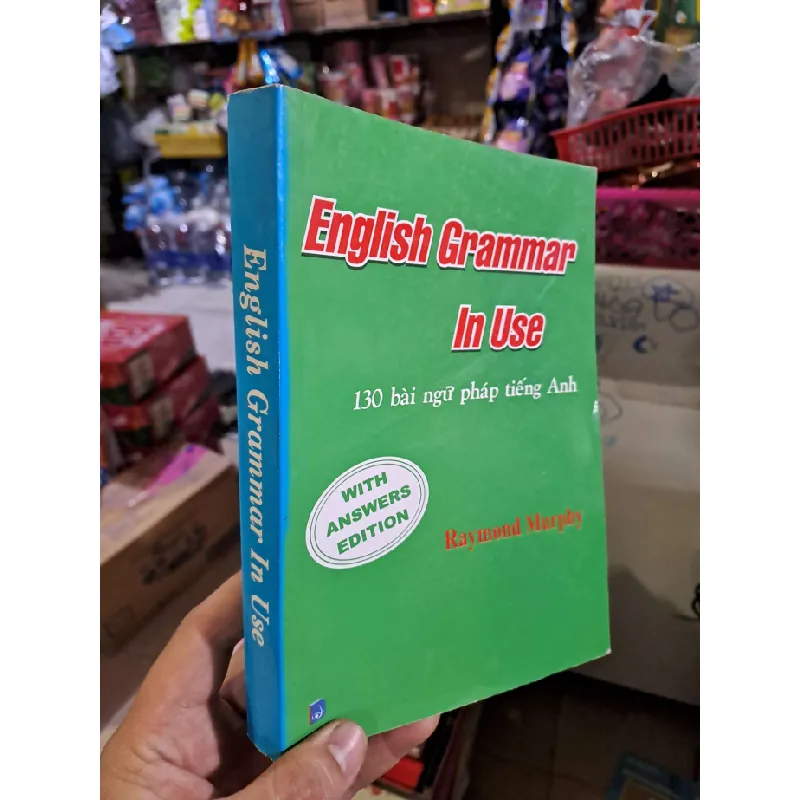 English Grammar In Use
English Grammar
In Use
130 bài ngữ pháp tiếng Anh
WITH
ANSWERS
EDITION
Raymond Murphy